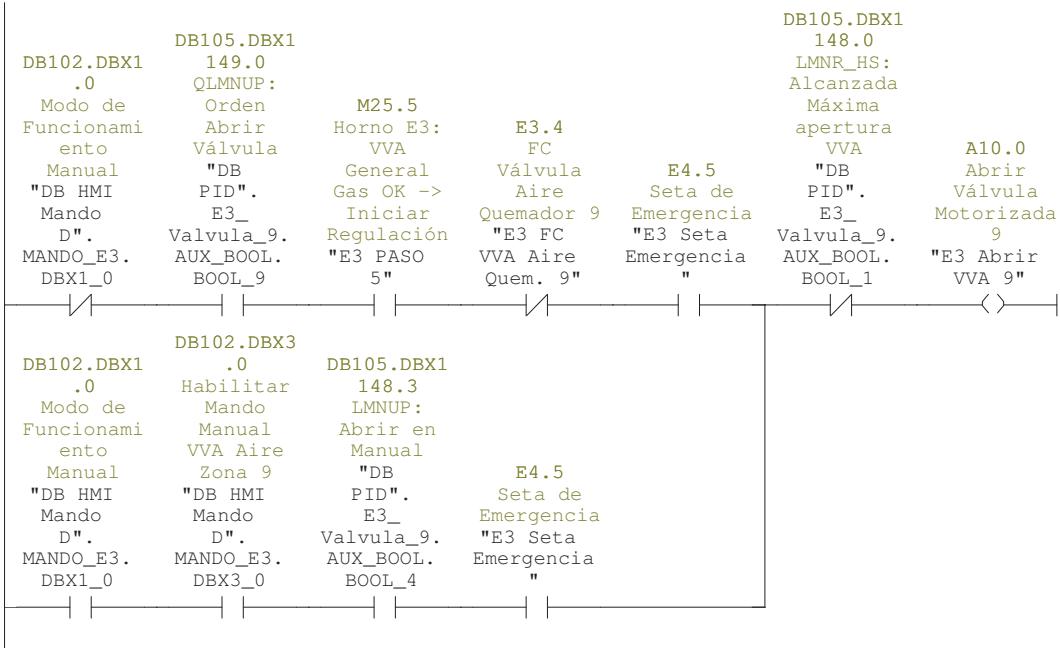 DB102.DBX1
.0
Modo de
Funcionami
ento
Manual
"DB HMI
Mando
D".
MANDO_E3.
DBX1_0
DB105.DBX1
149.0
QLMNUP:
Orden
Abrir
Válvula
"DB
PID".
E3_
Valvula_9.
AUX_BOOL.
BOOL_9
M25.5
Horno E3:
VVA
General
Gas OK ->
Iniciar
Regulación
"E3 PASO
5"
E3.4
FC
Válvula
Aire
Quemador 9
"E3 FC
VVA Aire
Quem. 9"
E4.5
Seta de
Emergencia
"E3 Seta
Emergencia
"
DB105.DBX1
148.0
LMNR_HS:
Alcanzada
Máxima
apertura
VVA
"DB
PID".
E3_
Valvula_9.
AUX_BOOL.
BOOL_1
A10.0
Abrir
Válvula
Motorizada
9
"E3 Abrir
VVA 9"
DB102.DBX1
.0
Modo de
Funcionami
ento
Manual
"DB HMI
Mando
D".
MANDO_E3.
DBX1_0
DB102.DBX3
.0
Habilitar
Mando
Manual
VVA Aire
Zona 9
"DB HMI
Mando
D".
MANDO_E3.
DBX3_0
DB105.DBX1
148.3
LMNUP:
Abrir en
Manual
"DB
PID".
E3_
Valvula_9.
AUX_BOOL.
BOOL_4
E4.5
Seta de
Emergencia
"E3 Seta
Emergencia
"